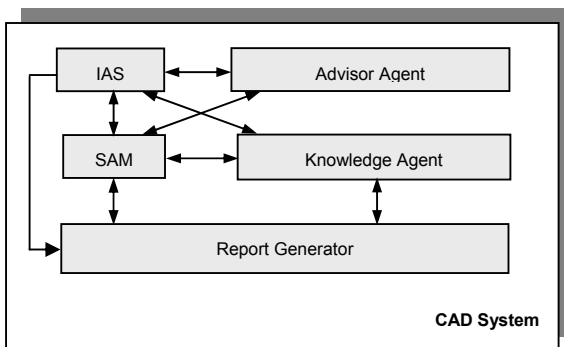 IAS
Advisor Agent
SAM
Knowledge Agent
Report Generator
CAD System